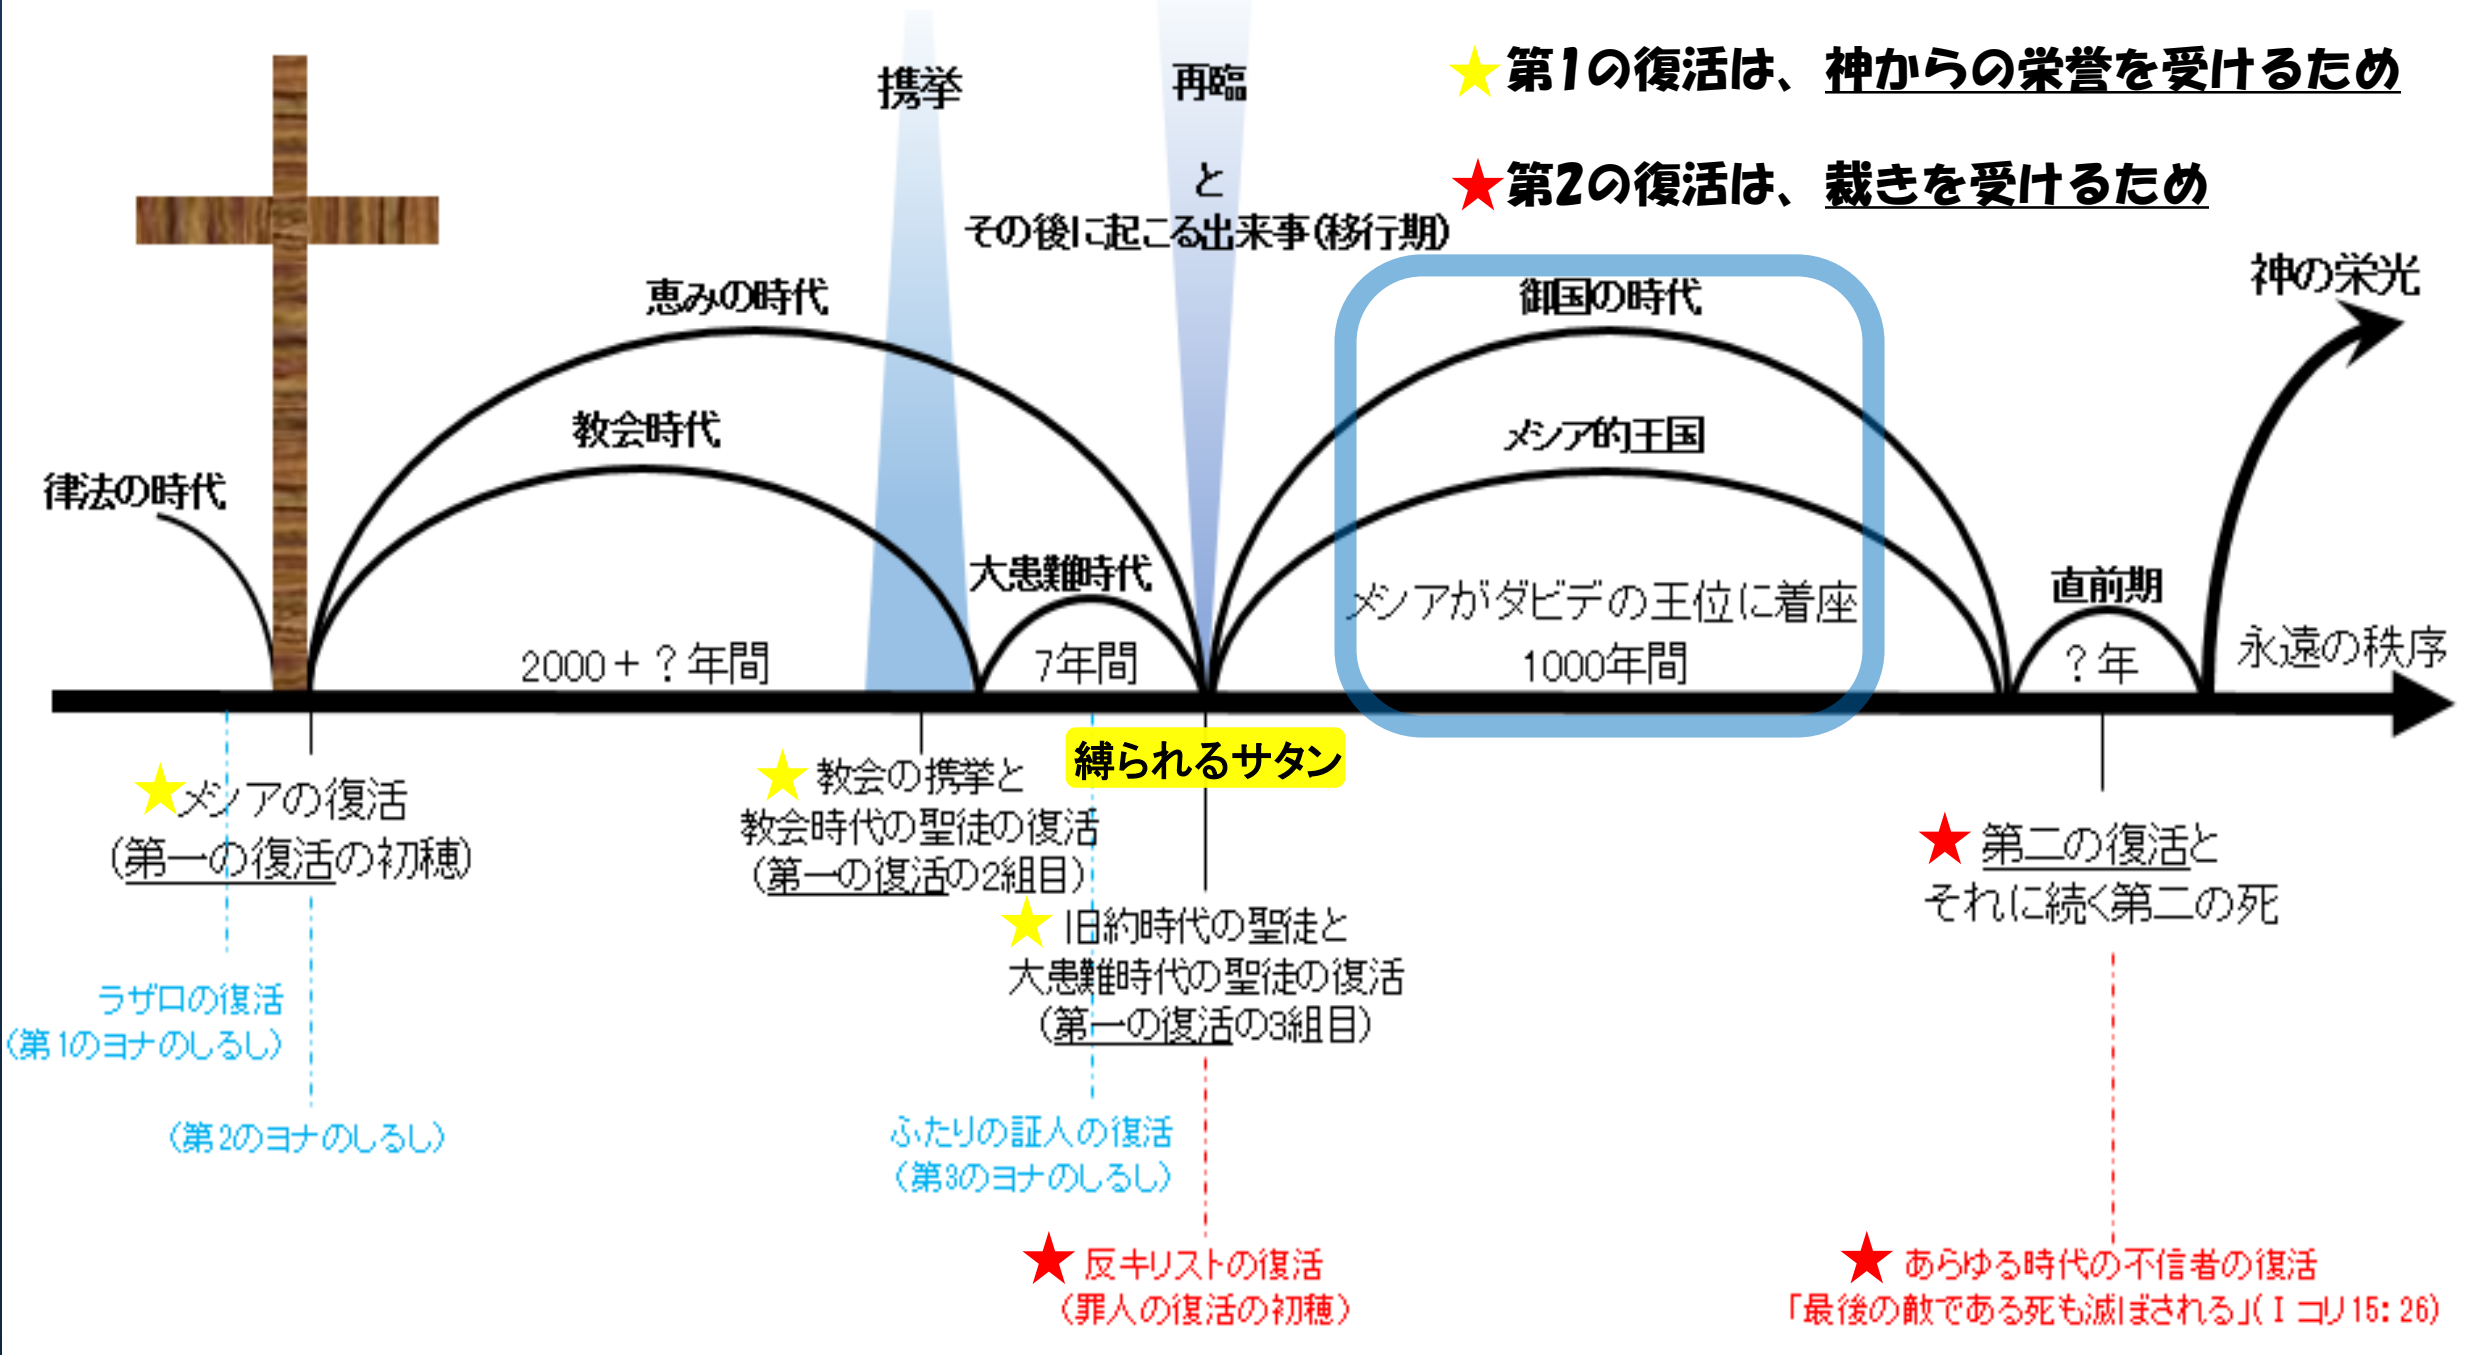 ★第1の復活は、神からの栄誉を受けるため
★第2の復活は、裁きを受けるため
携挙
再臨
と
その後に起こる出来事(移行期)
律法の時代
恵みの時代
教会時代
大患難時代
御国の時代
メシア的王国
メシアがダビデの王位に着座
直前期
神の栄光
2000+?年間
7年間
1000年間
?年
永遠の秩序
縛られるサタン
★メシアの復活
(第一の復活の初穂)
★教会の携挙と
教会時代の聖徒の復活
(第一の復活の2組目)
★旧約時代の聖徒と
大患難時代の聖徒の復活
(第一の復活の3組目)
★第二の復活と
それに続く第二の死
ラザロの復活
(第1のヨナのしるし)
(第2のヨナのしるし)
ふたりの証人の復活
(第3のヨナのしるし)
★反キリストの復活
(罪人の復活の初穂)
★あらゆる時代の不信者の復活
「最後の敵である死も滅ぼされる」(Ⅰコリ15:26)